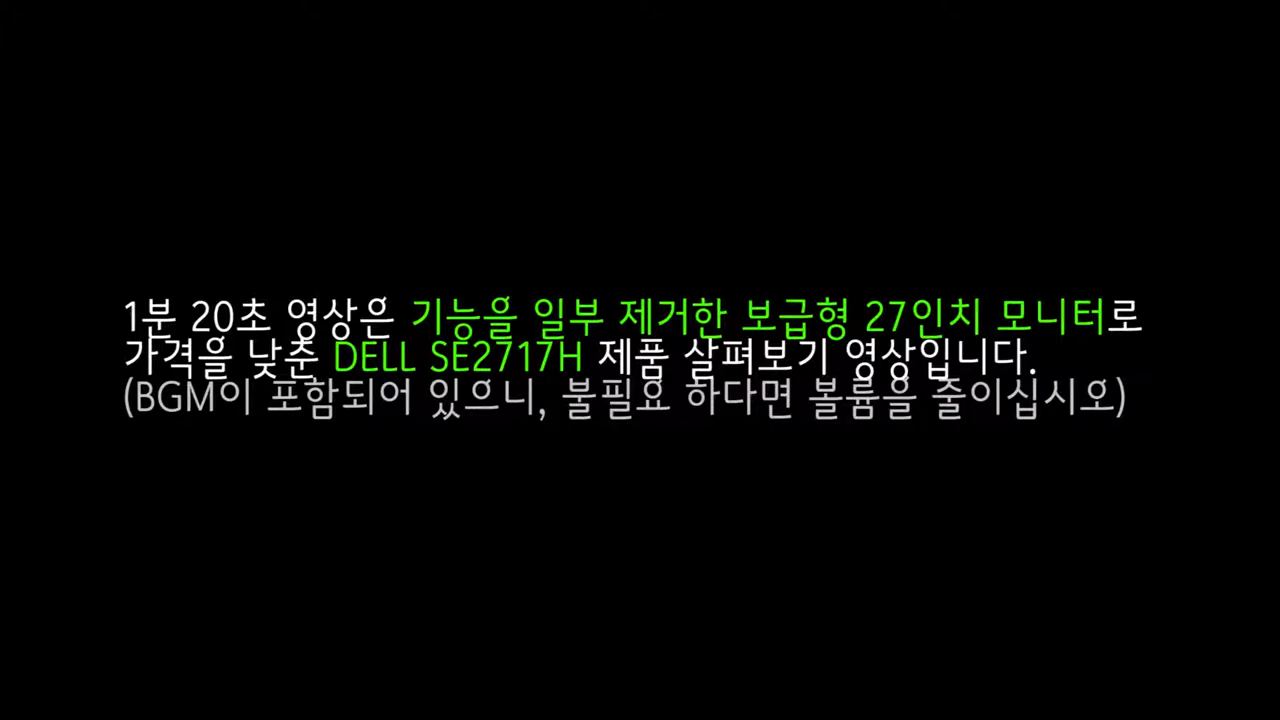 1분 20초 영상은 기능을 일부 제거한 보급형 27인치 모니터로
가격을 낮춘 DELL SE2717H 제품 살펴보기 영상입니다.
(BGM이 포함되어 있으니, 불필요 하다면 볼륨을 줄이십시오)